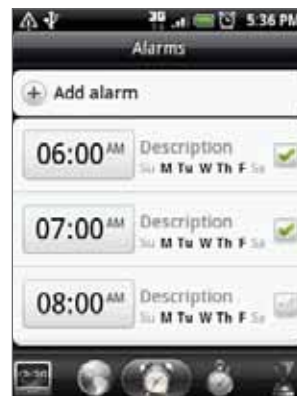 3G 5:36 PM
Alarms
Add alarm
06:00 AM Description
Su M Tu W Th F Sa
07:00 AM Description
Su M Tu W Th F Sa
08:00 AM Description
Su M Tu W Th F Sa